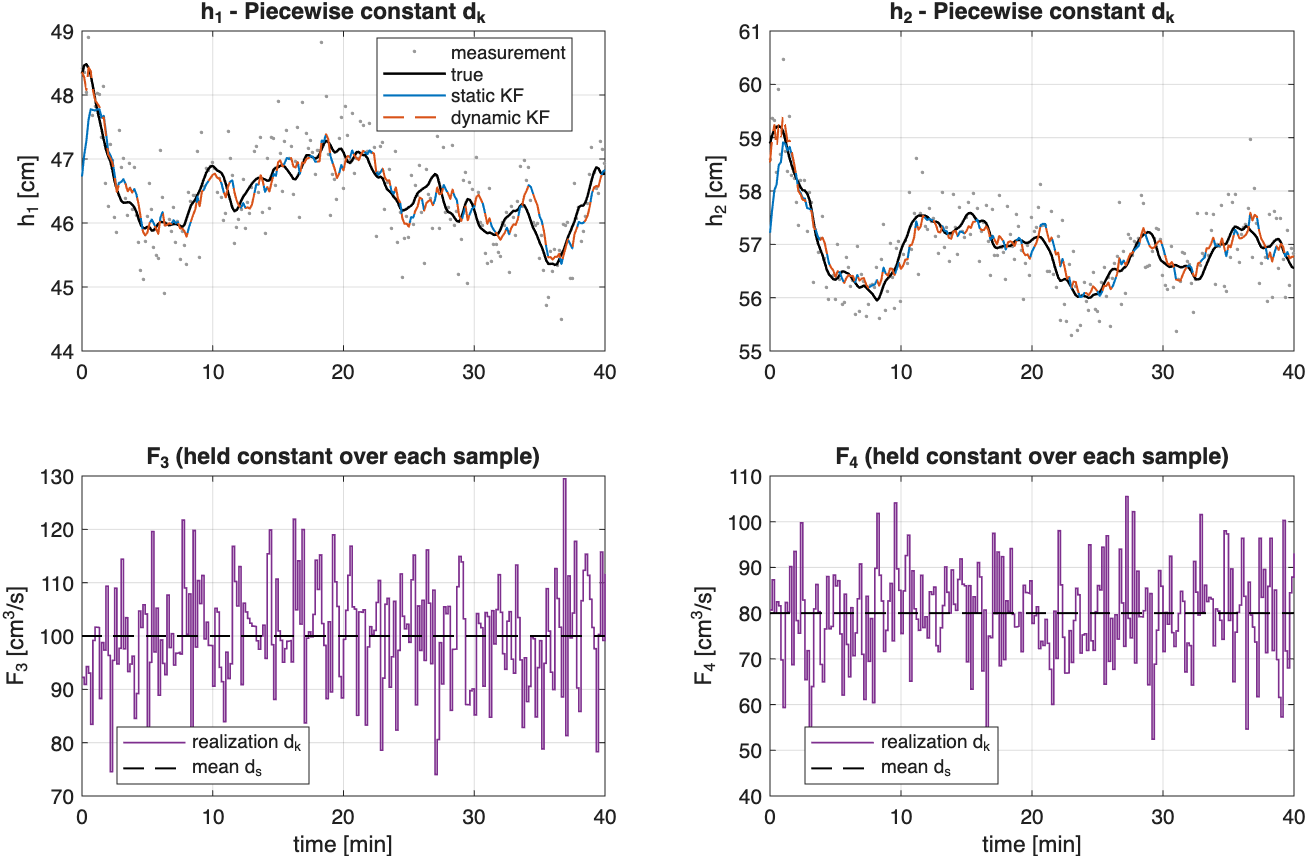 h₁ - Piecewise constant dₖ
49
48
47
46
45
44
h₁ [cm]
0
10
20
30
40
measurement
true
static KF
dynamic KF
h₂ - Piecewise constant dₖ
61
60
59
58
57
56
55
h₂ [cm]
0
10
20
30
40
F₃ (held constant over each sample)
130
120
110
100
90
80
70
F₃ [cm³/s]
realization dₖ
mean dₛ
0
10
20
30
40
time [min]
F₄ (held constant over each sample)
110
100
90
80
70
60
50
40
F₄ [cm³/s]
realization dₖ
mean dₛ
0
10
20
30
40
time [min]